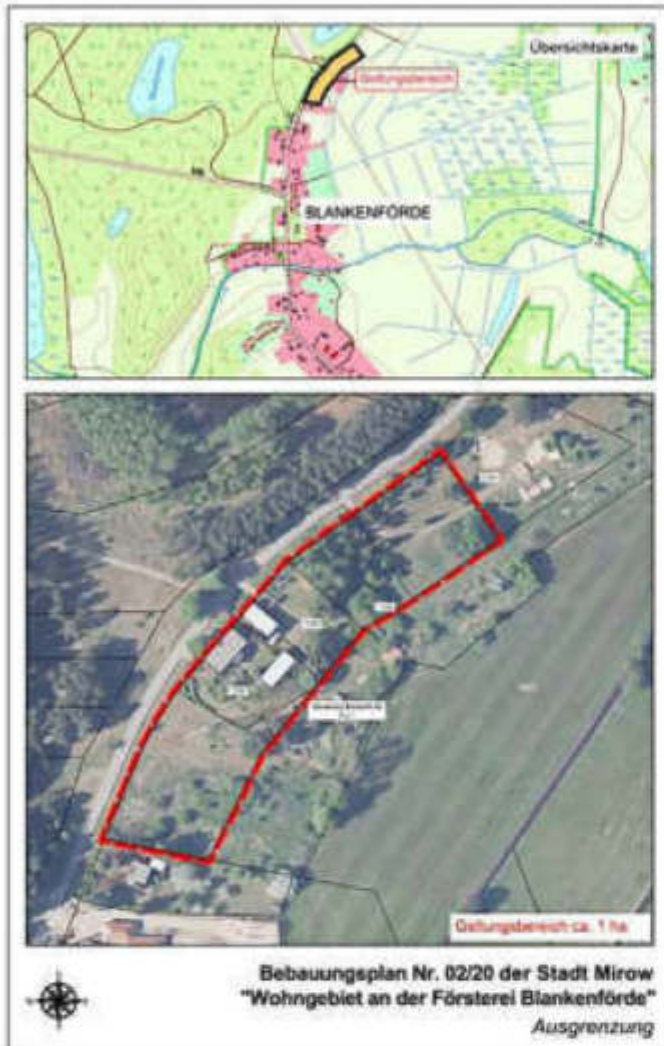 Übersichtskarte
Geltungsbereich
BLANKENFÖRDE
Geltungsbereich ca. 1 ha
Bebauungsplan Nr. 02/20 der Stadt Mirow
"Wohngebiet an der Försterei Blankenförde"
Ausgrenzung